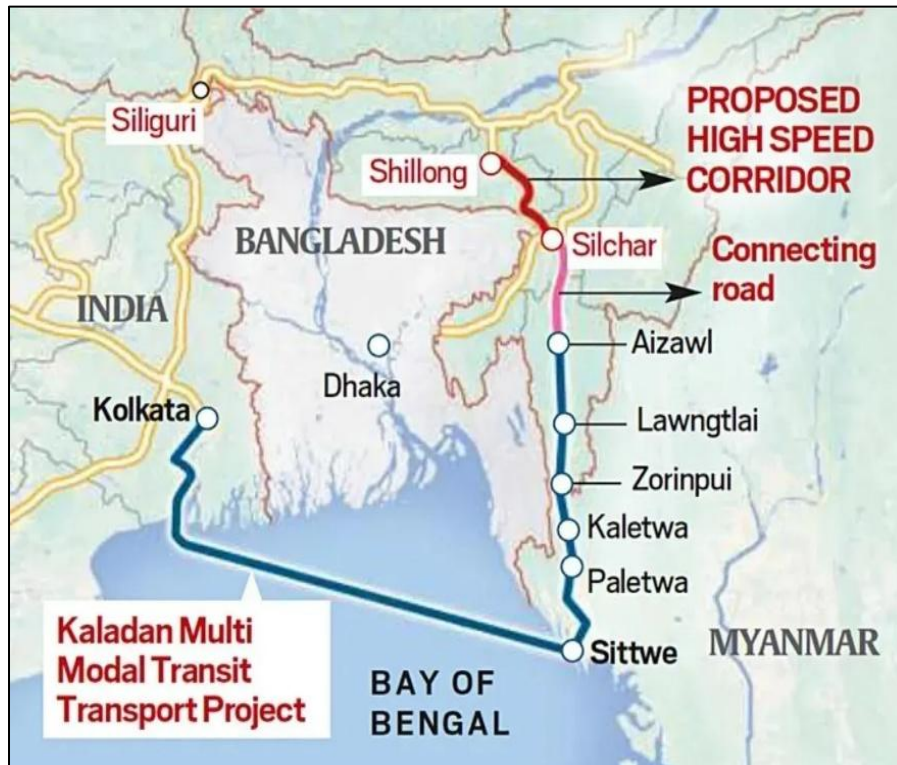 PROPOSED
HIGH SPEED
CORRIDOR
Siliguri
Shillong
BANGLADESH
Silchar
Connecting
road
INDIA
Aizawl
Dhaka
Kolkata
Lawngtlai
Zorinpui
Kaletwa
Paletwa
Kaladan Multi
Modal Transit
Transport Project
Sittwe
MYANMAR
BAY OF
BENGAL